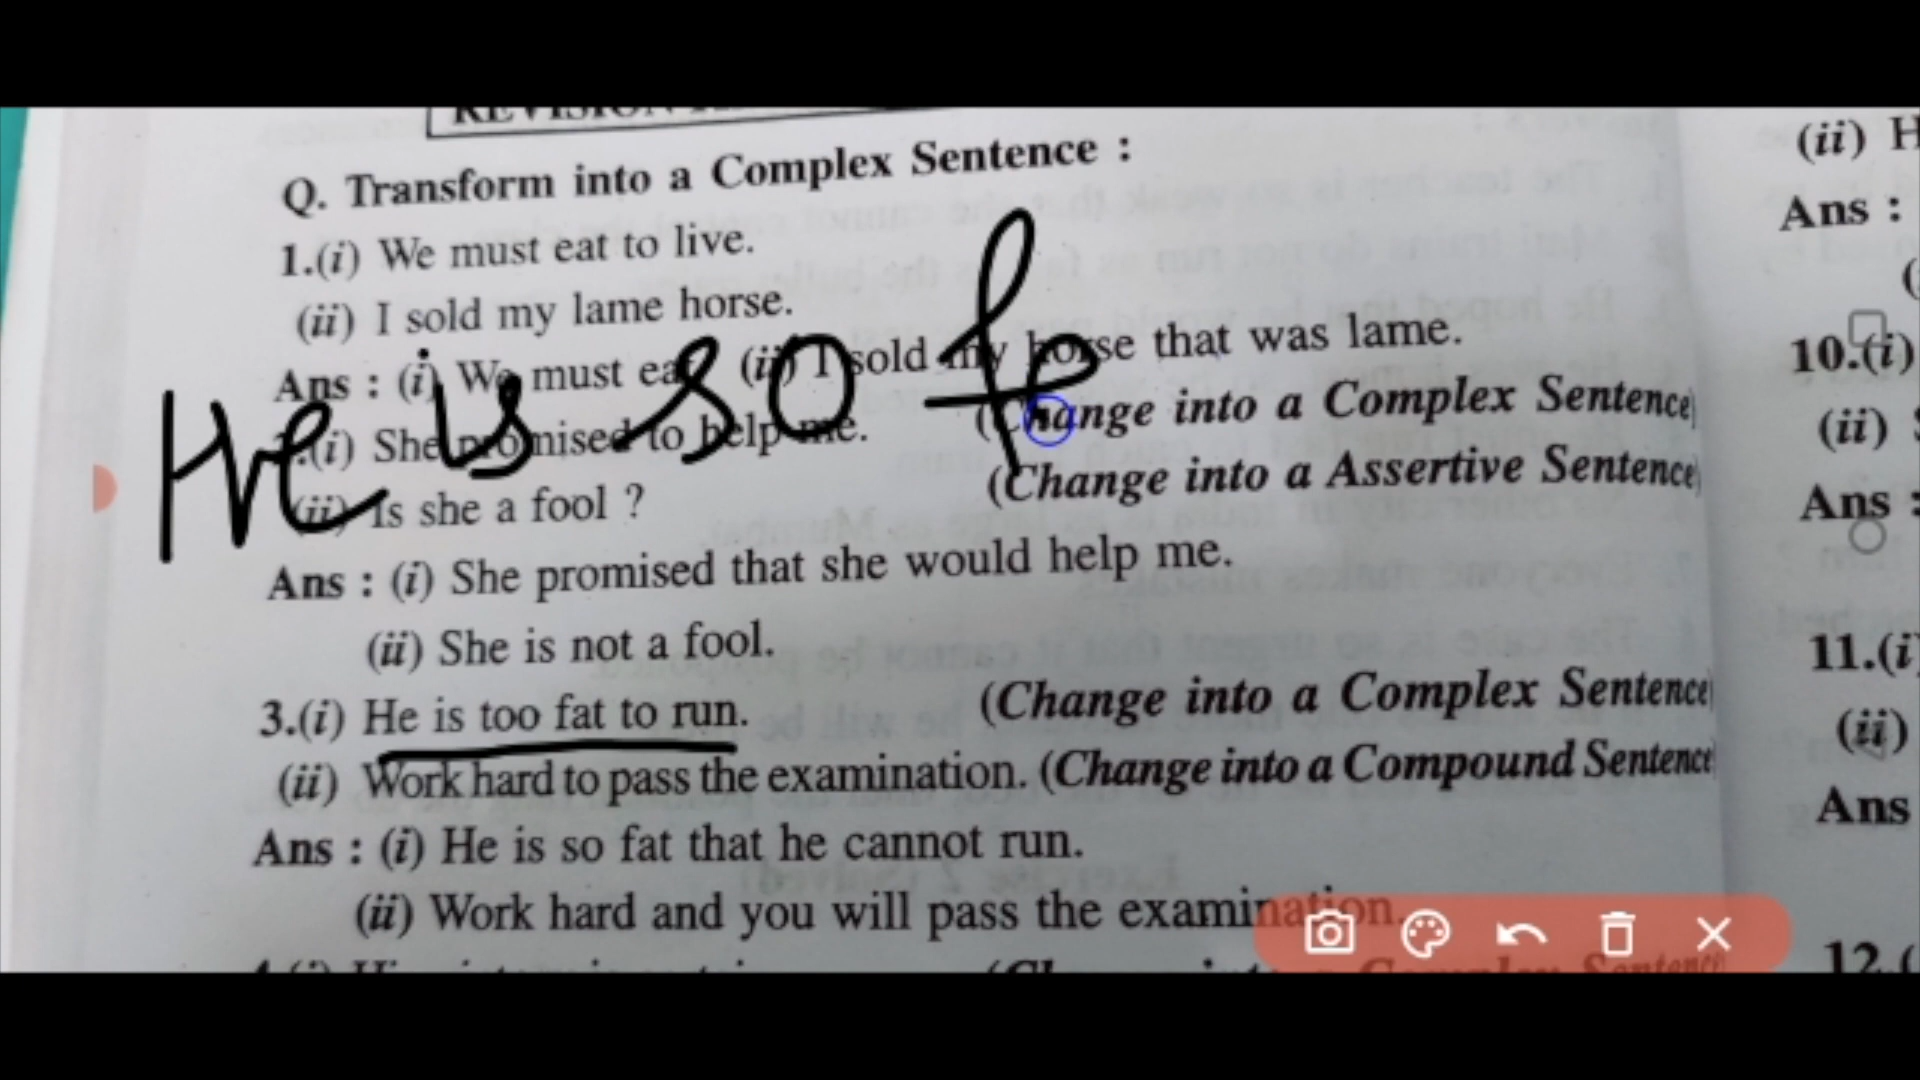 Q. Transform into a Complex Sentence :
1.(i) We must eat to live.
(ii) I sold my lame horse.
Ans : (i) We must eat (ii) I sold my horse that was lame.
He is so f
(i) She promised to help me. (Change into a Complex Sentence)
(ii) Is she a fool ? (Change into a Assertive Sentence)
Ans : (i) She promised that she would help me.
(ii) She is not a fool.
3.(i) He is too fat to run. (Change into a Complex Sentence)
(ii) Work hard to pass the examination. (Change into a Compound Sentence
Ans : (i) He is so fat that he cannot run.
(ii) Work hard and you will pass the examination.
(ii) H
Ans :
10.(i)
(ii) S
Ans :
11.(i)
(ii)
Ans
12.(